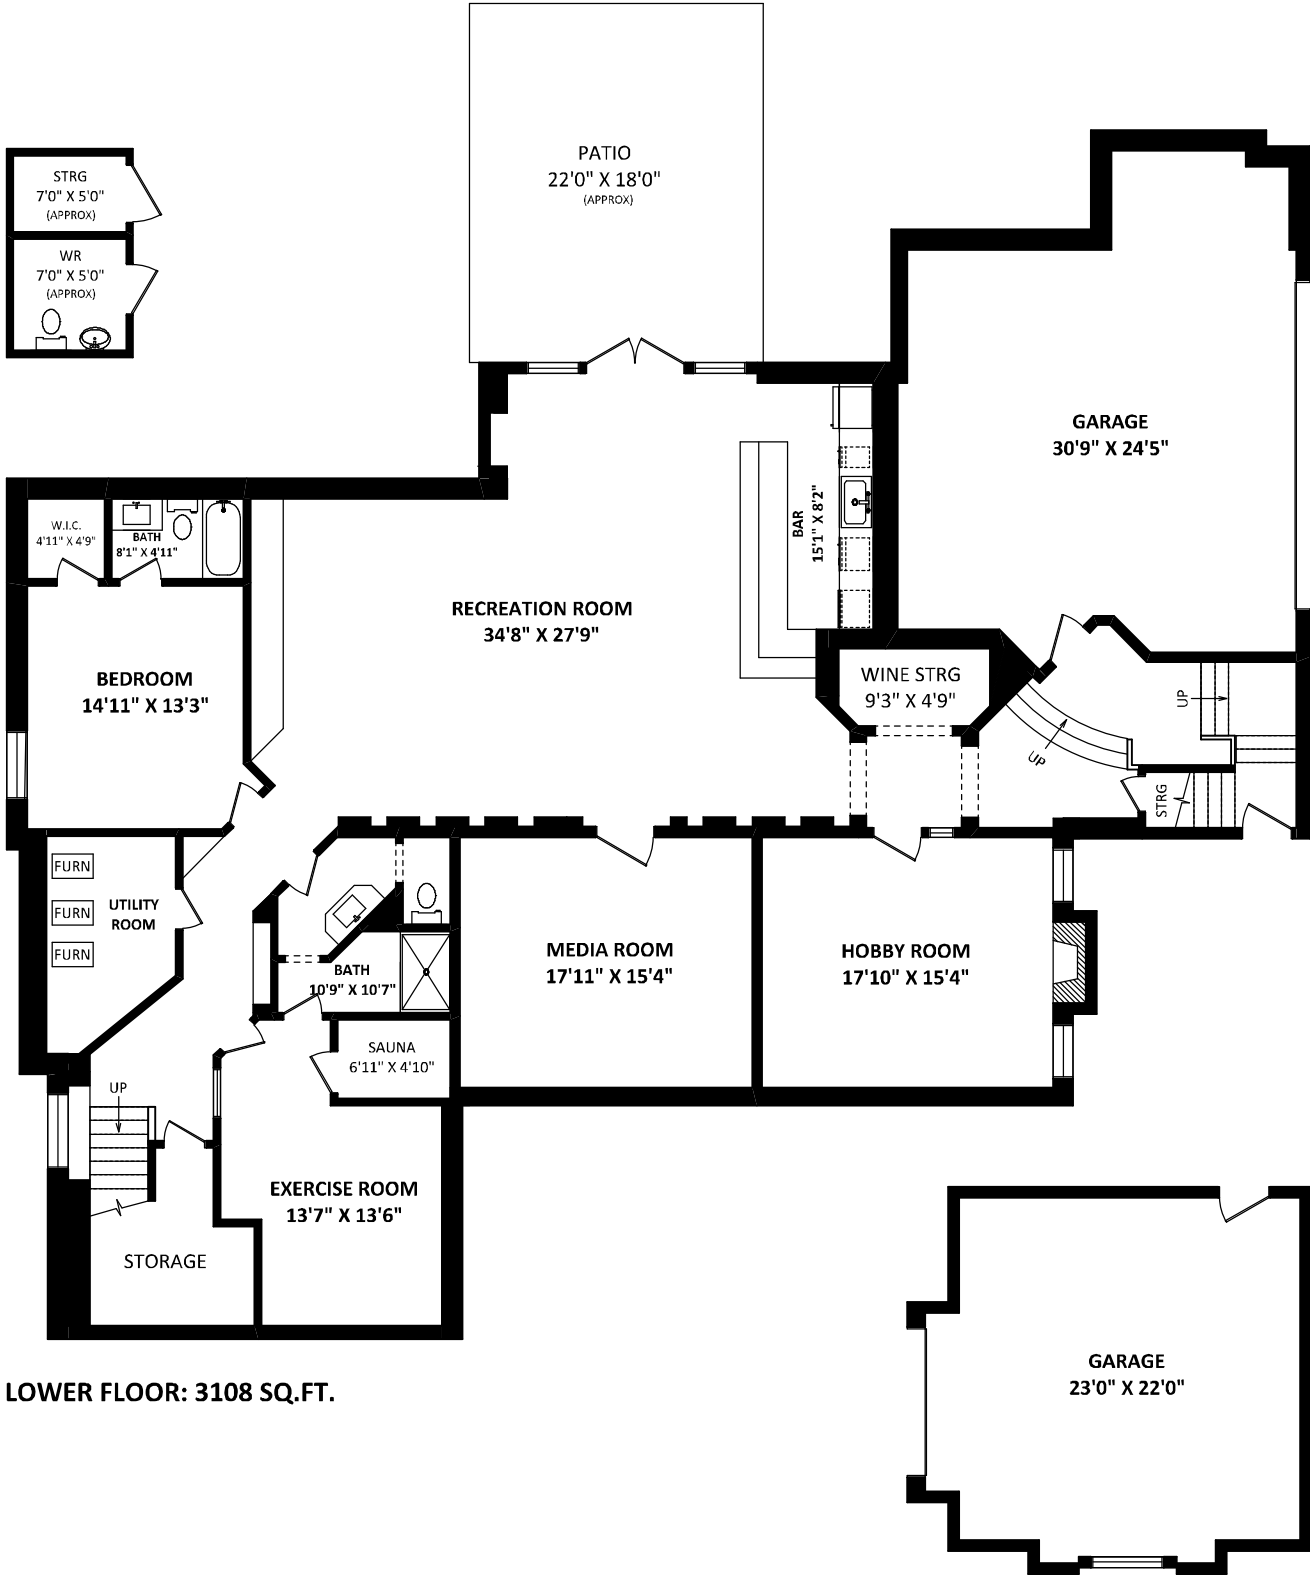 PATIO
22'0" X 18'0"
(APPROX)
STRG
7'0" X 5'0"
(APPROX)
WR
7'0" X 5'0"
(APPROX)
GARAGE
30'9" X 24'5"
W.I.C.
4'11" X 4'9"
BATH
8'1" X 4'11"
BAR
15'1" X 8'2"
RECREATION ROOM
34'8" X 27'9"
BEDROOM
14'11" X 13'3"
WINE STRG
9'3" X 4'9"
UP
UP
STRG
FURN
FURN
FURN
UTILITY
ROOM
MEDIA ROOM
17'11" X 15'4"
HOBBY ROOM
17'10" X 15'4"
BATH
10'9" X 10'7"
SAUNA
6'11" X 4'10"
UP
EXERCISE ROOM
13'7" X 13'6"
STORAGE
GARAGE
23'0" X 22'0"
LOWER FLOOR: 3108 SQ.FT.